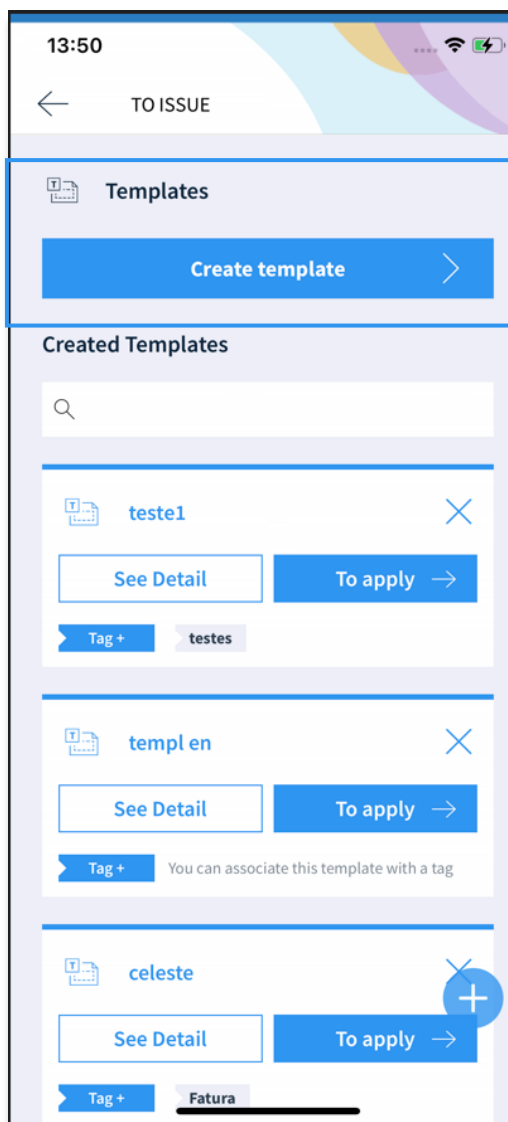 13:50
TO ISSUE
Templates
Create template
Created Templates
teste1
See Detail
To apply
Tag +
testes
templ en
See Detail
To apply
Tag +
You can associate this template with a tag
celeste
See Detail
To apply
Tag +
Fatura